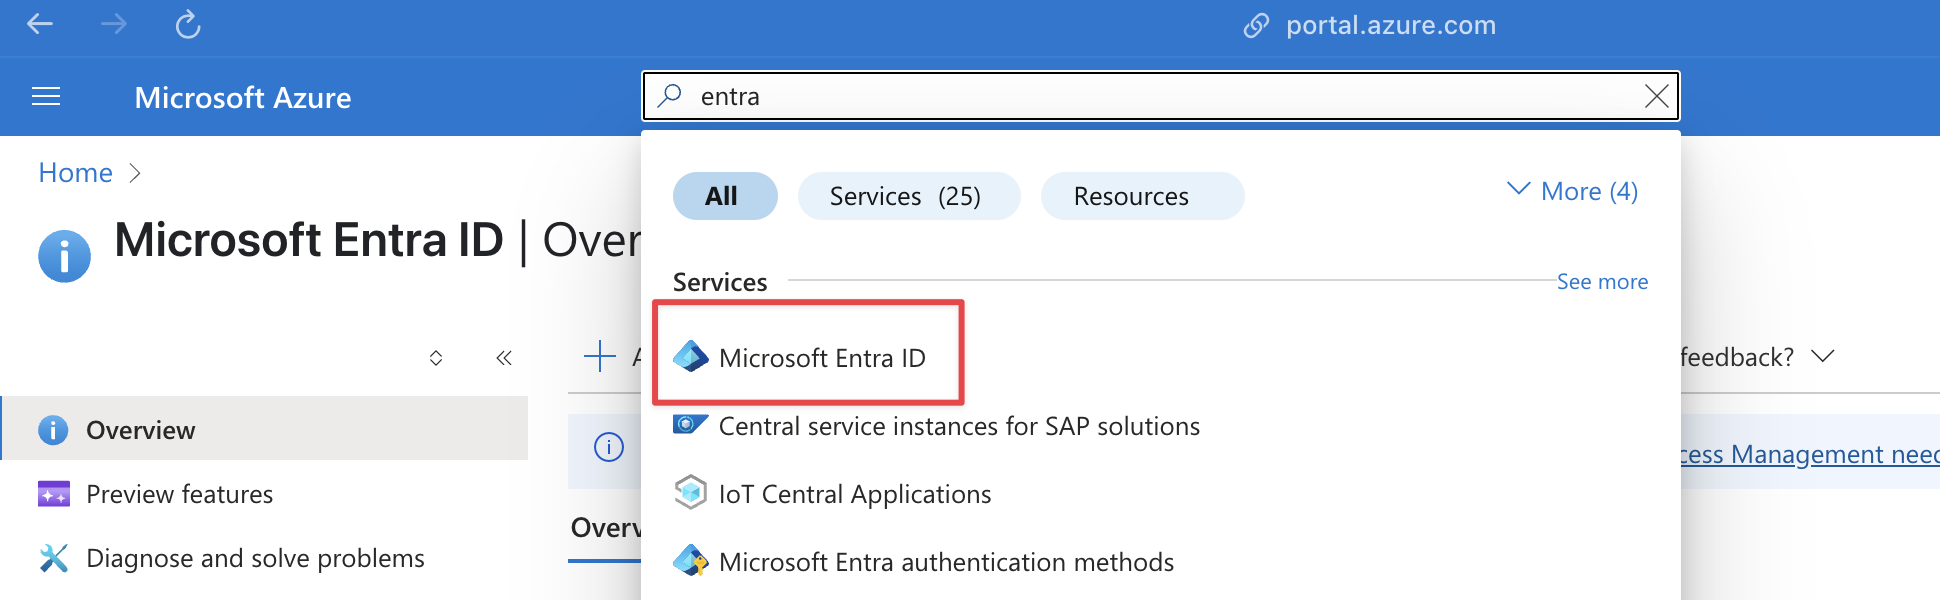 portal.azure.com
Microsoft Azure
entra
Home
All
Services (25)
Resources
More (4)
Microsoft Entra ID | Over
Services
See more
Microsoft Entra ID
feedback?
Overview
Central service instances for SAP solutions
cess Management need
Preview features
IoT Central Applications
Overv
Diagnose and solve problems
Microsoft Entra authentication methods